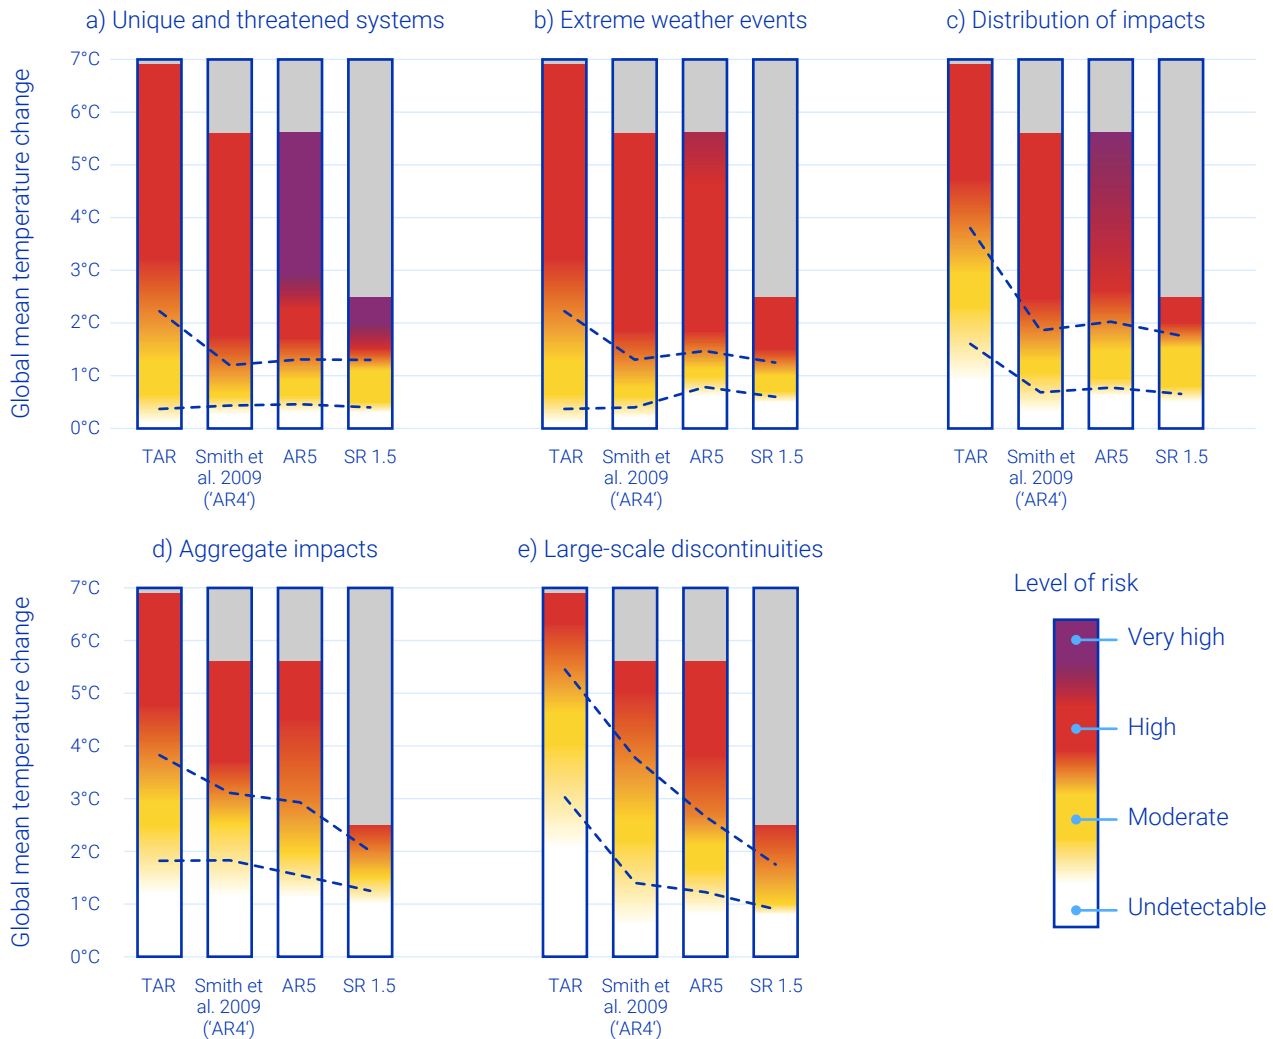 a) Unique and threatened systems
b) Extreme weather events
c) Distribution of impacts
Global mean temperature change
7°C
6°C
5°C
4°C
3°C
2°C
1°C
0°C
TAR
Smith et
al. 2009
(‘AR4‘)
AR5
SR 1.5
TAR
Smith et
al. 2009
(‘AR4‘)
AR5
SR 1.5
TAR
Smith et
al. 2009
(‘AR4‘)
AR5
SR 1.5
d) Aggregate impacts
e) Large-scale discontinuities
Global mean temperature change
7°C
6°C
5°C
4°C
3°C
2°C
1°C
0°C
TAR
Smith et
al. 2009
(‘AR4‘)
AR5
SR 1.5
TAR
Smith et
al. 2009
(‘AR4‘)
AR5
SR 1.5
Level of risk
Very high
High
Moderate
Undetectable